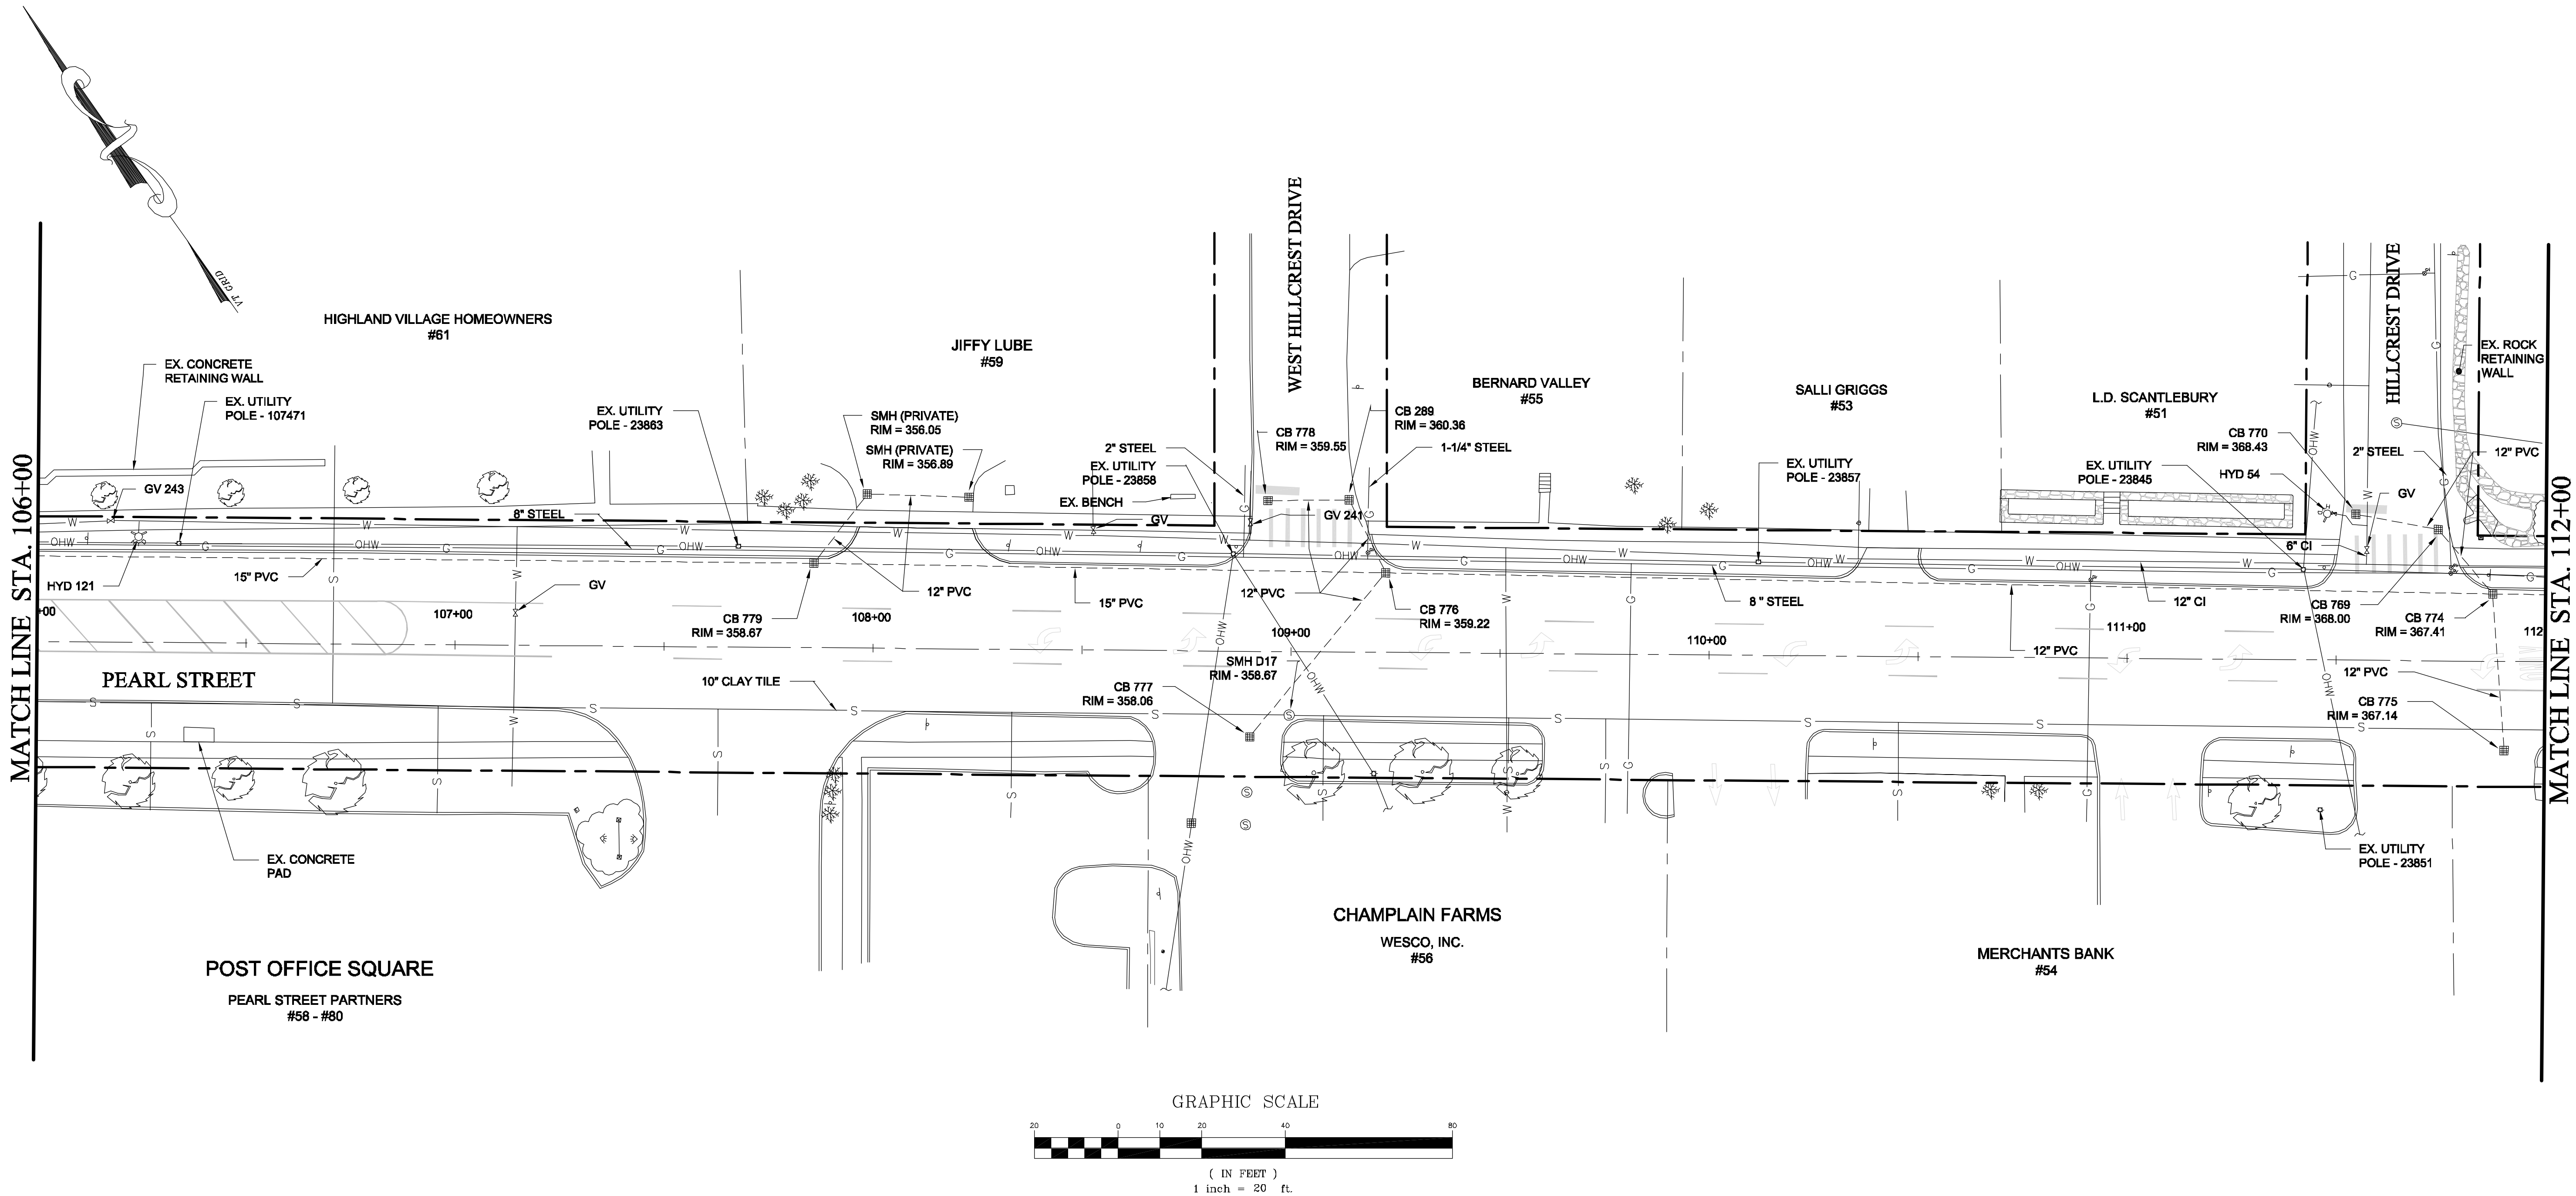 VT GRID
MATCH LINE STA. 106+00
HIGHLAND VILLAGE HOMEOWNERS
#61
EX. CONCRETE
RETAINING WALL
EX. UTILITY
POLE - 107471
GV 243
HYD 121
15" PVC
8" STEEL
EX. UTILITY
POLE - 23863
JIFFY LUBE
#59
SMH (PRIVATE)
RIM = 356.05
SMH (PRIVATE)
RIM = 356.89
2" STEEL
EX. UTILITY
POLE - 23858
EX. BENCH
GV
WEST HILLCREST DRIVE
CB 778
RIM = 359.55
CB 289
RIM = 360.36
1-1/4" STEEL
GV 241
BERNARD VALLEY
#55
SALLI GRIGGS
#53
EX. UTILITY
POLE - 23857
L.D. SCANTLEBURY
#51
EX. UTILITY
POLE - 23845
HYD 54
CB 770
RIM = 368.43
HILLCREST DRIVE
2" STEEL
12" PVC
GV
EX. ROCK
RETAINING
WALL
6" CI
MATCH LINE STA. 112+00
+00
107+00
GV
CB 779
RIM = 358.67
108+00
12" PVC
15" PVC
12" PVC
109+00
CB 776
RIM = 359.22
8 " STEEL
110+00
12" PVC
111+00
12" CI
CB 769
RIM = 368.00
CB 774
RIM = 367.41
112
PEARL STREET
10" CLAY TILE
SMH D17
RIM - 358.67
CB 777
RIM = 358.06
12" PVC
CB 775
RIM = 367.14
EX. CONCRETE
PAD
EX. UTILITY
POLE - 23851
POST OFFICE SQUARE
PEARL STREET PARTNERS
#58 - #80
CHAMPLAIN FARMS
WESCO, INC.
#56
MERCHANTS BANK
#54
GRAPHIC SCALE
20 0 10 20 40 80
( IN FEET )
1 inch = 20 ft.